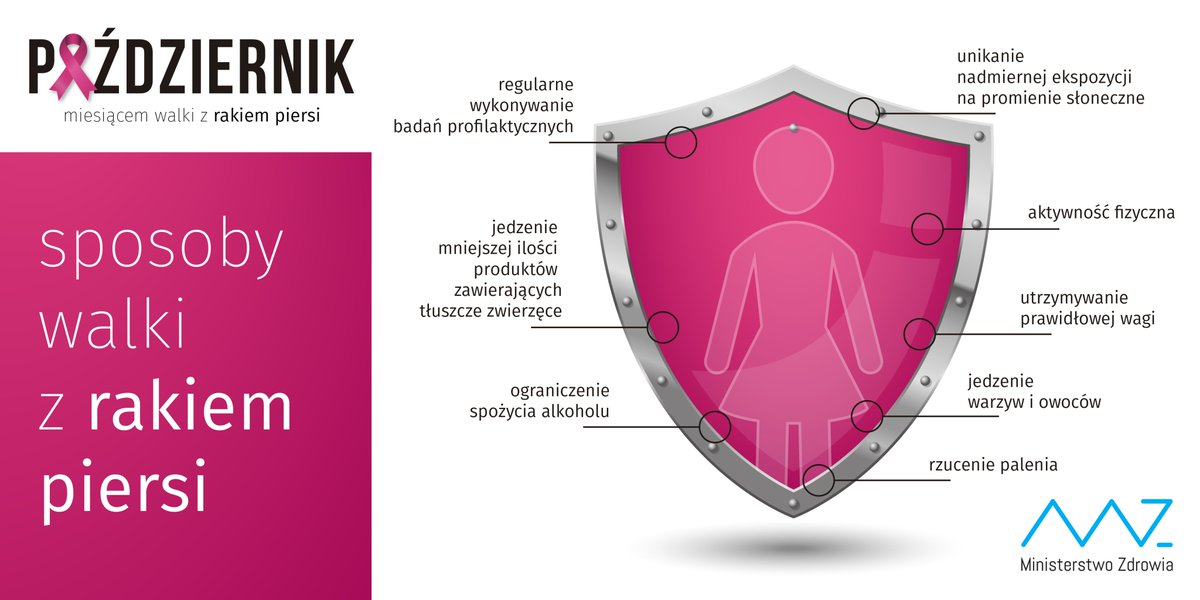 PAŹDZIERNIK
miesiącem walki z rakiem piersi
sposoby
walki
z rakiem
piersi
regularne
wykonywanie
badań profilaktycznych
jedzenie
mniejszej ilości
produktów
zawierających
tłuszcze zwierzęce
ograniczenie
spożycia alkoholu
unikanie
nadmiernej ekspozycji
na promienie słoneczne
aktywność fizyczna
utrzymywanie
prawidłowej wagi
jedzenie
warzyw i owoców
rzucenie palenia
MZ
Ministerstwo Zdrowia